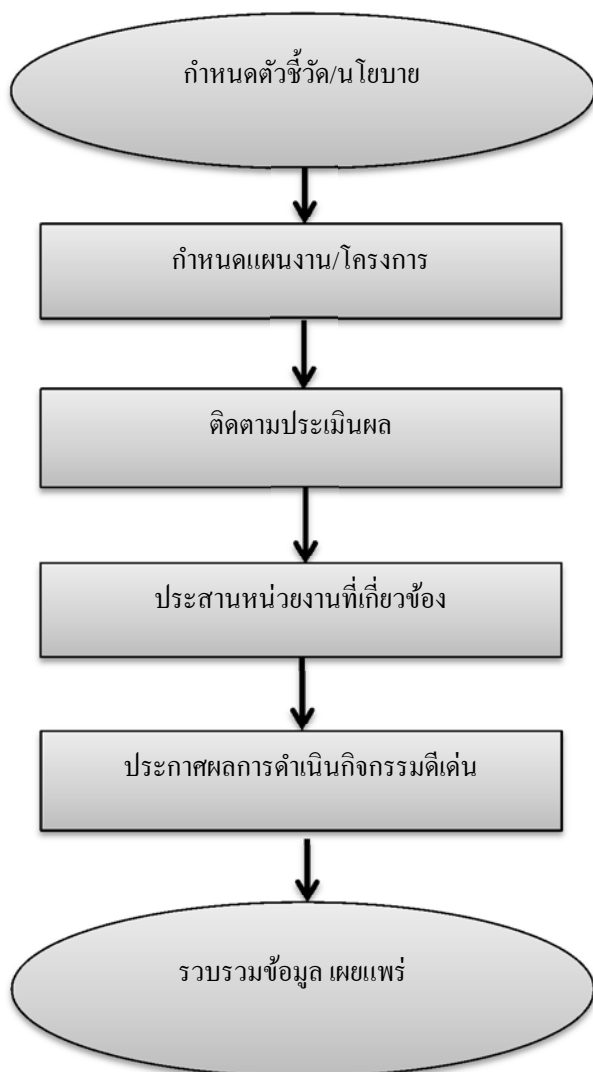 กำหนดตัวชี้วัด/นโยบาย
กำหนดแผนงาน/โครงการ
ติดตามประเมินผล
ประสานหน่วยงานที่เกี่ยวข้อง
ประกาศผลการดำเนินกิจกรรมดีเด่น
รวบรวมข้อมูล เผยแพร่